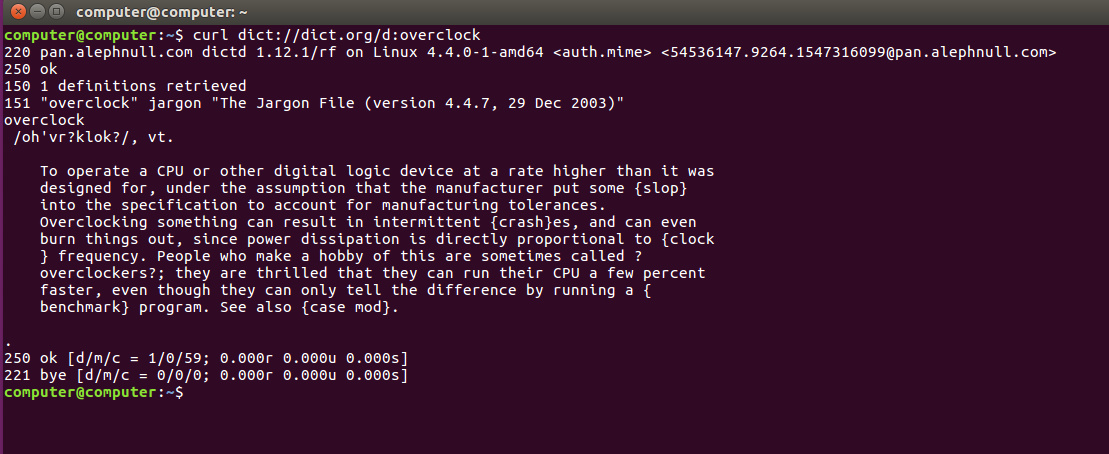 computer@computer: ~
computer@computer:~$ curl dict://dict.org/d:overclock
220 pan.alephnull.com dictd 1.12.1/rf on Linux 4.4.0-1-amd64 <auth.mime> <54536147.9264.1547316099@pan.alephnull.com>
250 ok
150 1 definitions retrieved
151 "overclock" jargon "The Jargon File (version 4.4.7, 29 Dec 2003)"
overclock
 /oh'vr?klok?/, vt.

    To operate a CPU or other digital logic device at a rate higher than it was
    designed for, under the assumption that the manufacturer put some {slop}
    into the specification to account for manufacturing tolerances.
    Overclocking something can result in intermittent {crash}es, and can even
    burn things out, since power dissipation is directly proportional to {clock
    } frequency. People who make a hobby of this are sometimes called ?
    overclockers?; they are thrilled that they can run their CPU a few percent
    faster, even though they can only tell the difference by running a {
    benchmark} program. See also {case mod}.

.
250 ok [d/m/c = 1/0/59; 0.000r 0.000u 0.000s]
221 bye [d/m/c = 0/0/0; 0.000r 0.000u 0.000s]
computer@computer:~$